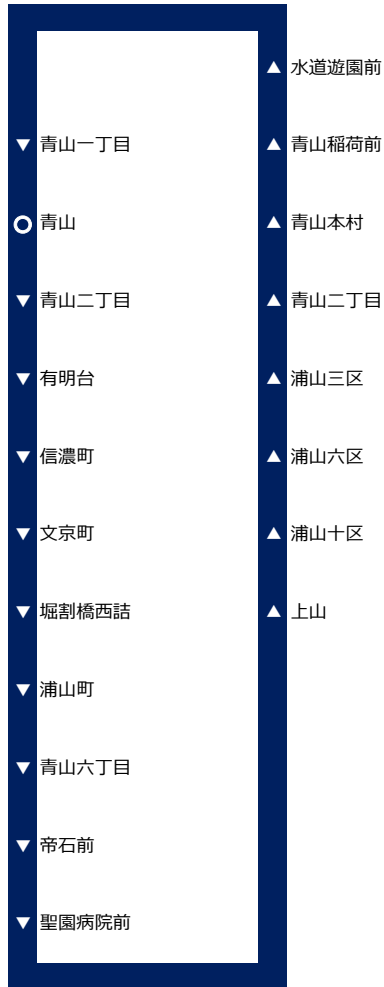 水道遊園前
青山一丁目
青山稲荷前
青山
青山本村
青山二丁目
青山二丁目
有明台
浦山三区
信濃町
浦山六区
文京町
浦山十区
堀割橋西詰
上山
浦山町
青山六丁目
帝石前
聖園病院前